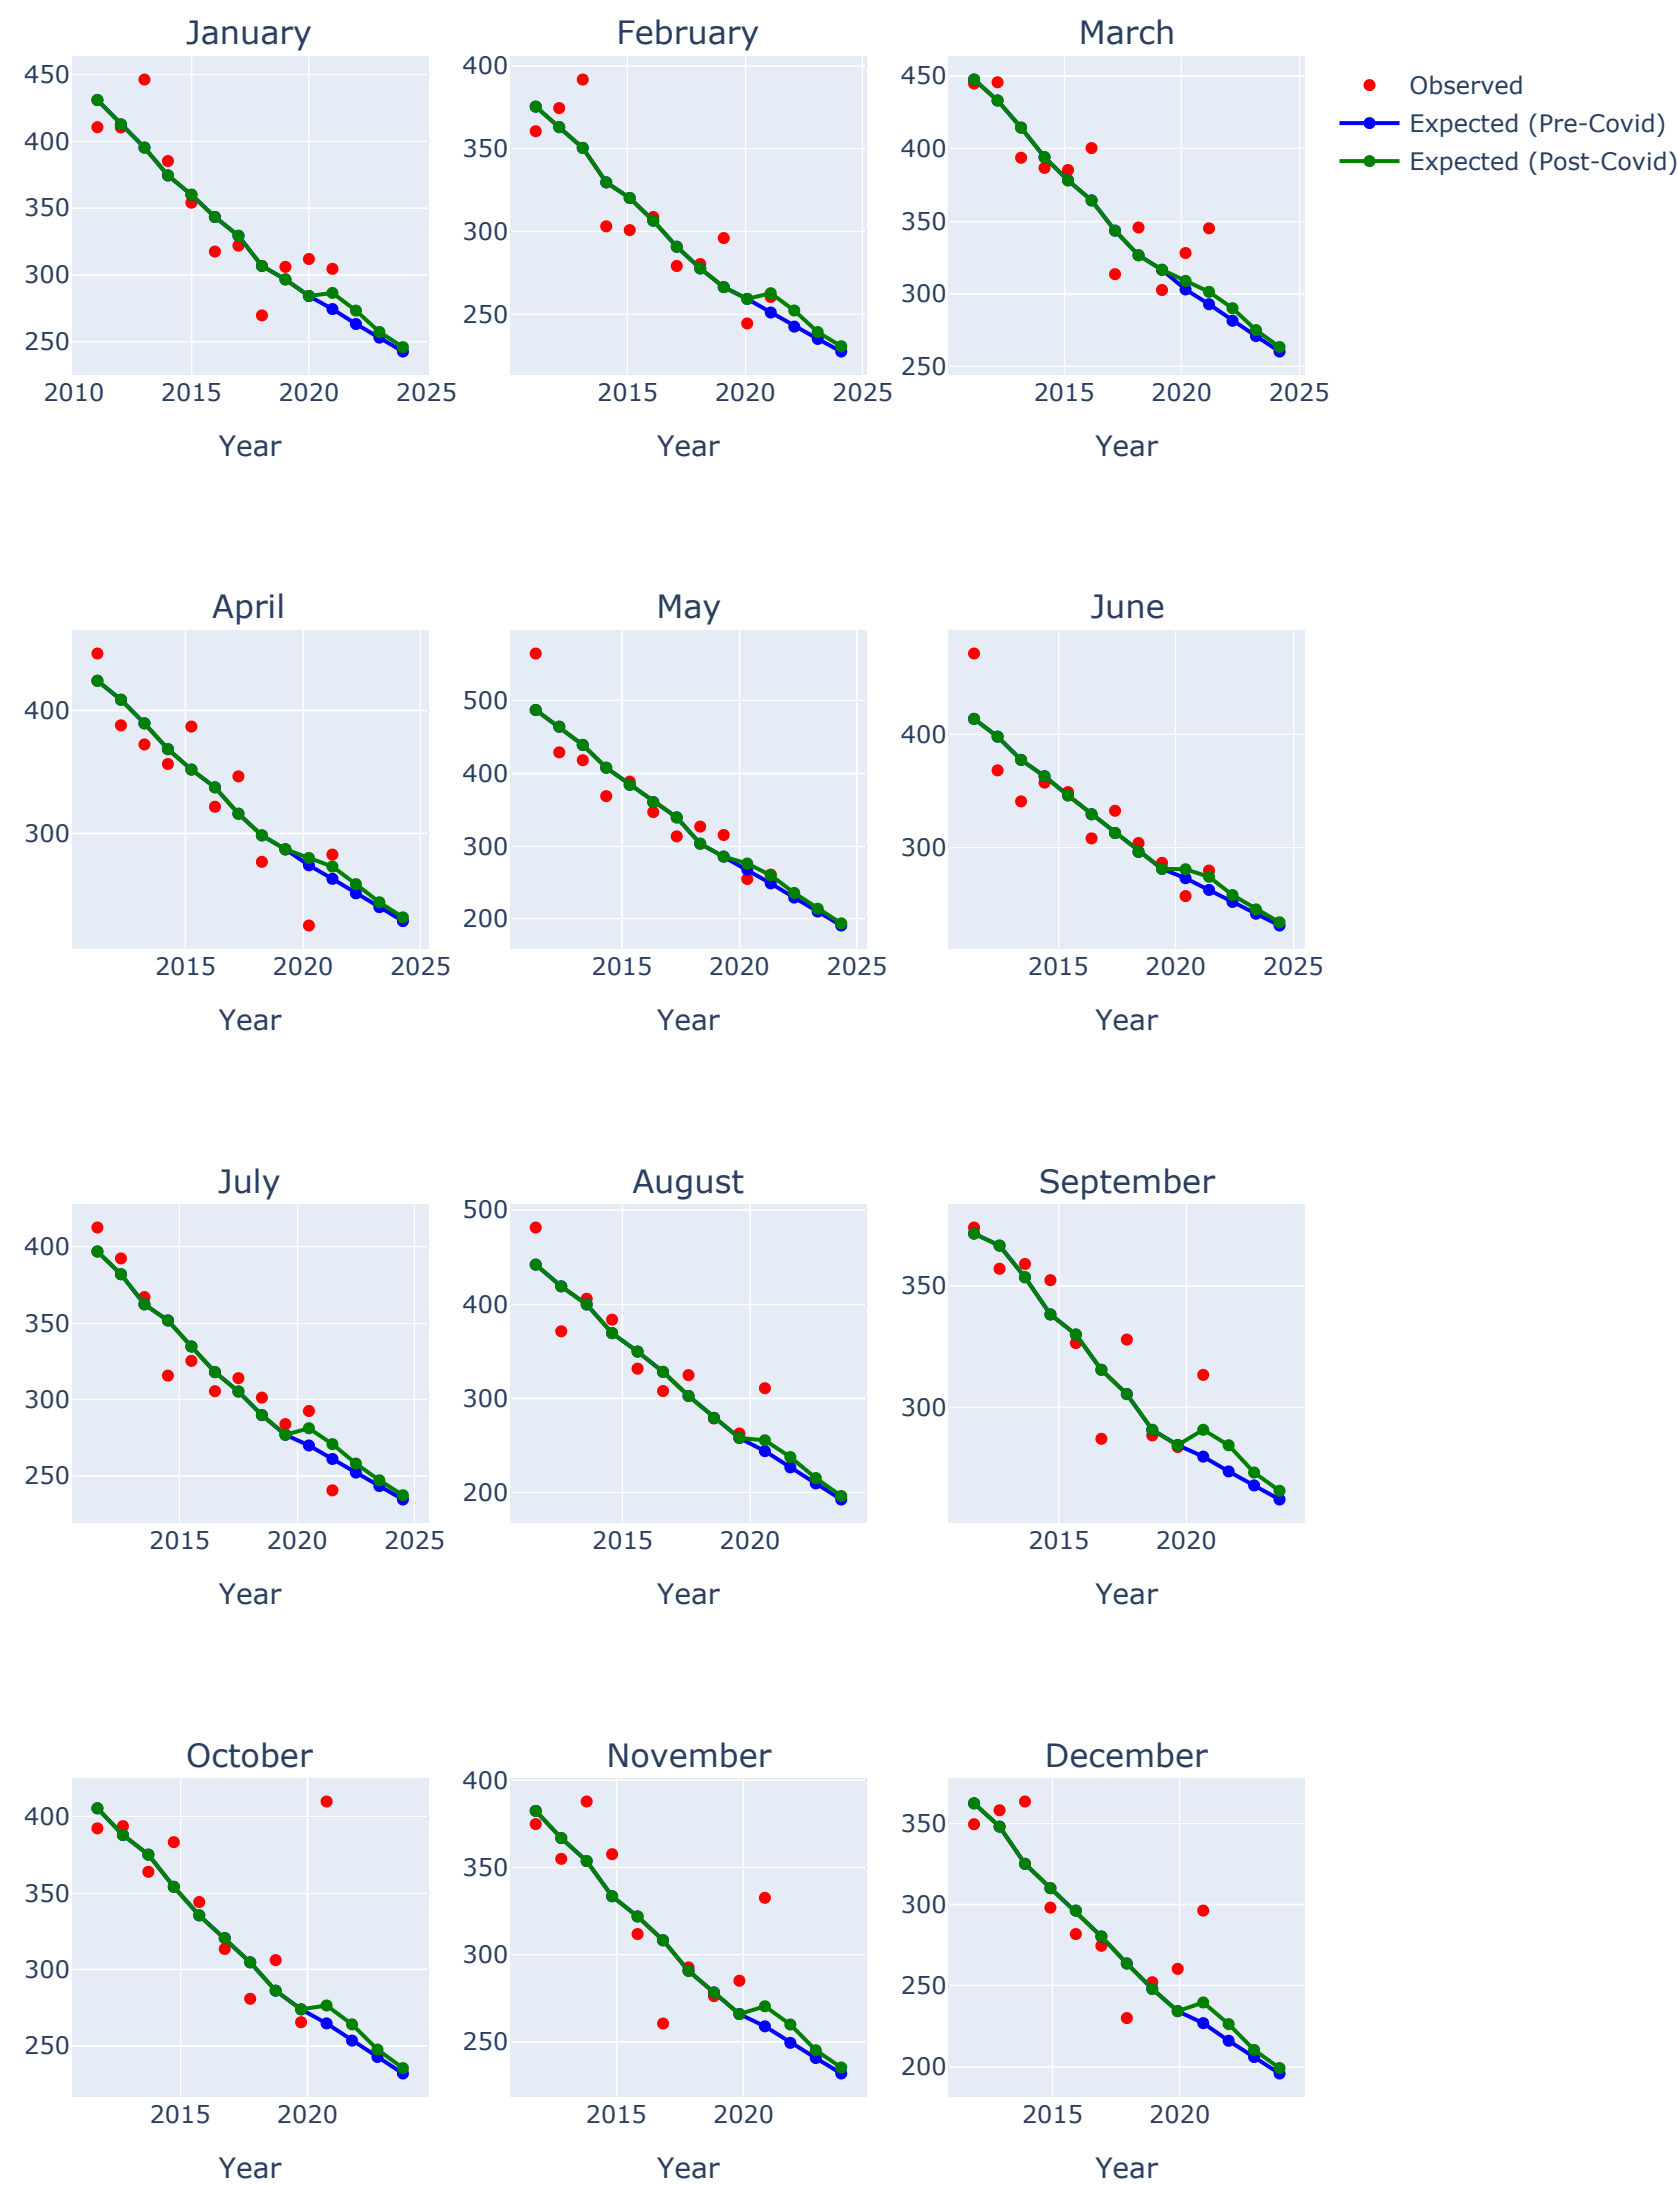 January February March
450
400
350
300
250
2010 2015 2020 2025
Year
400
350
300
250
2015 2020 2025
Year
450
400
350
300
250
2015 2020 2025
Year
Observed
Expected (Pre-Covid)
Expected (Post-Covid)
April May June
400
300
2015 2020 2025
Year
500
400
300
200
2015 2020 2025
Year
400
300
2015 2020 2025
Year
July August September
400
350
300
250
2015 2020 2025
Year
500
400
300
200
2015 2020
Year
350
300
2015 2020
Year
October November December
400
350
300
250
2015 2020
Year
400
350
300
250
2015 2020
Year
350
300
250
200
2015 2020
Year